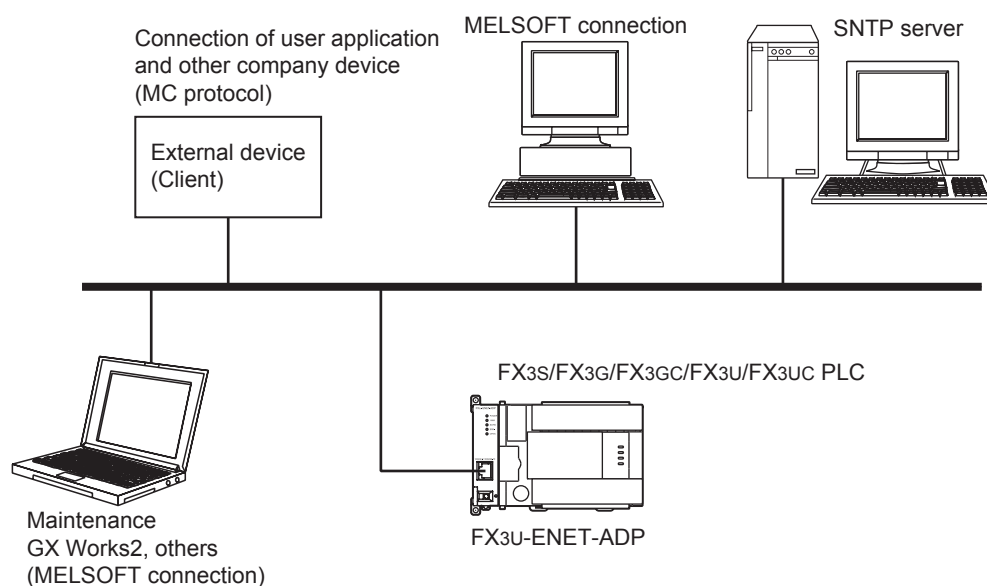 Connection of user application
and other company device
(MC protocol)
External device
(Client)
MELSOFT connection
SNTP server
FX3S/FX3G/FX3GC/FX3U/FX3UC PLC
FX3U-ENET-ADP
Maintenance
GX Works2, others
(MELSOFT connection)